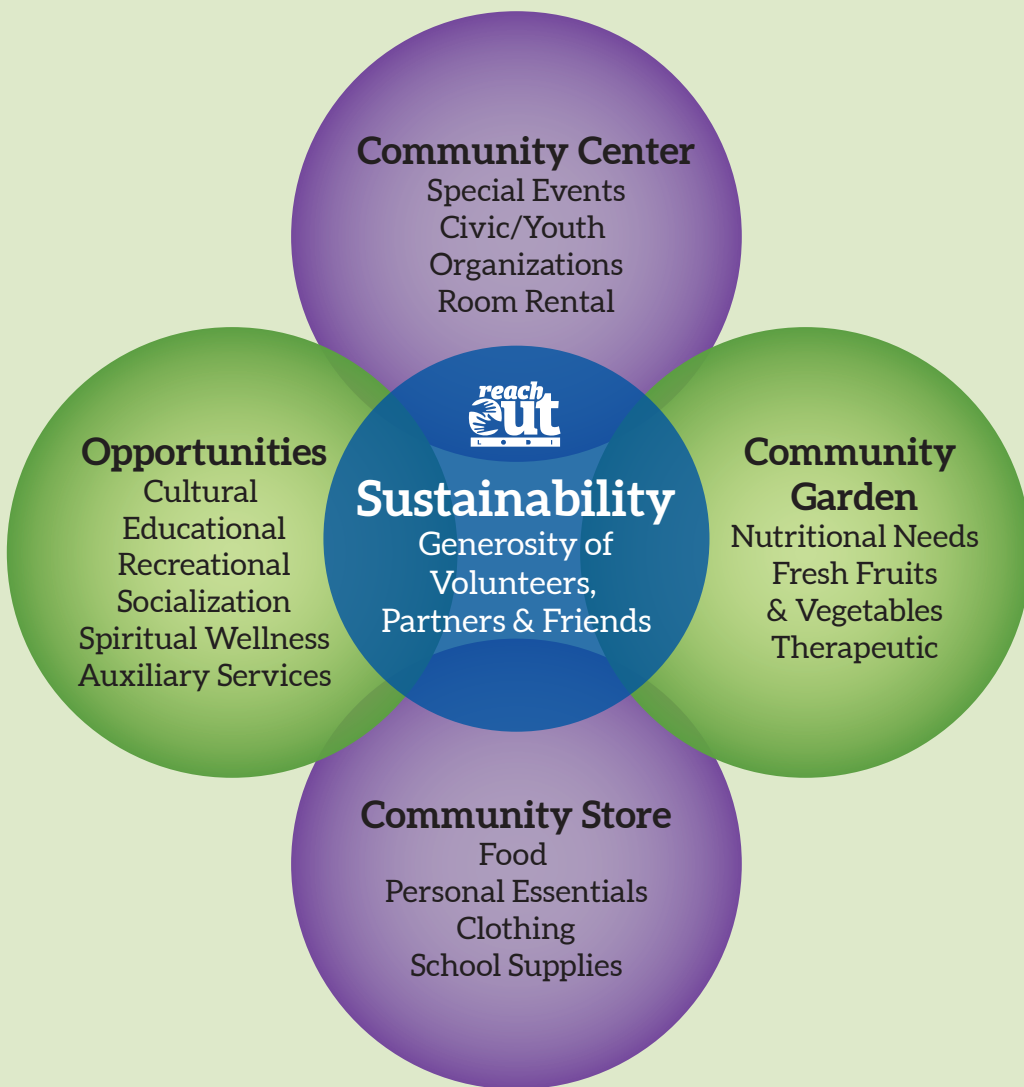 Community Center
Special Events
Civic/Youth
Organizations
Room Rental
reach
out
LODI
Sustainability
Generosity of
Volunteers,
Partners & Friends
Opportunities
Cultural
Educational
Recreational
Socialization
Spiritual Wellness
Auxiliary Services
Community
Garden
Nutritional Needs
Fresh Fruits
& Vegetables
Therapeutic
Community Store
Food
Personal Essentials
Clothing
School Supplies